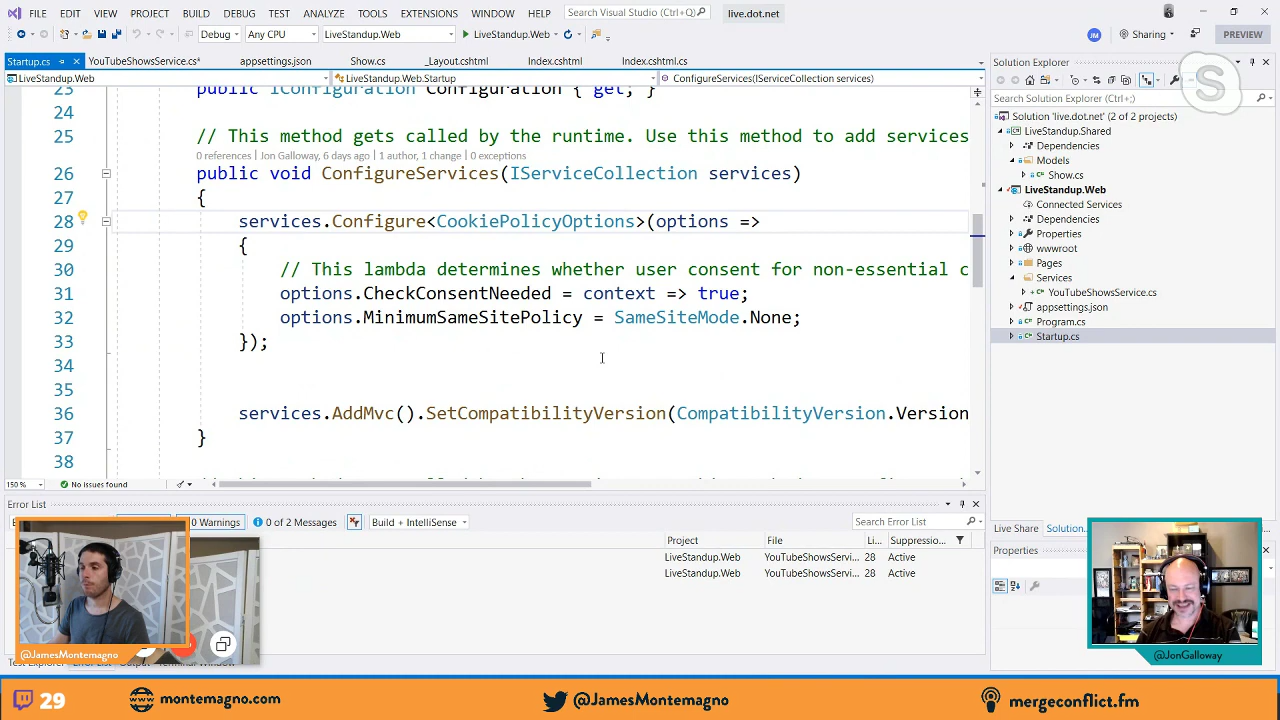 FILE EDIT VIEW PROJECT BUILD DEBUG TEST ANALYZE TOOLS EXTENSIONS WINDOW HELP Search Visual Studio (Ctrl+Q) live.dot.net
Debug Any CPU LiveStandup.Web LiveStandup.Web JM Sharing PREVIEW
Startup.cs YouTubeShowsService.cs* appsettings.json Show.cs _Layout.cshtml Index.cshtml Index.cshtml.cs
LiveStandup.Web LiveStandup.Web.Startup ConfigureServices(IServiceCollection services)
23 public IConfiguration Configuration { get; }
24
25 // This method gets called by the runtime. Use this method to add services
0 references | Jon Galloway, 6 days ago | 1 author, 1 change | 0 exceptions
26 public void ConfigureServices(IServiceCollection services)
27 {
28 services.Configure<CookiePolicyOptions>(options =>
29 {
30 // This lambda determines whether user consent for non-essential c
31 options.CheckConsentNeeded = context => true;
32 options.MinimumSameSitePolicy = SameSiteMode.None;
33 });
34
35
36 services.AddMvc().SetCompatibilityVersion(CompatibilityVersion.Version
37 }
38
150 % No issues found
Solution Explorer
Search Solution Explorer (Ctrl+;)
Solution 'live.dot.net' (2 of 2 projects)
LiveStandup.Shared
Dependencies
Models
Show.cs
LiveStandup.Web
Connected Services
Dependencies
Properties
wwwroot
Pages
Services
YouTubeShowsService.cs
appsettings.json
Program.cs
Startup.cs
Live Share Solution...
Properties
Error List
0 Warnings 0 of 2 Messages Build + IntelliSense Search Error List
Project File Li... Suppressio...
LiveStandup.Web YouTubeShowsServi... 28 Active
LiveStandup.Web YouTubeShowsServi... 28 Active
@JamesMontemagno
@JonGalloway
29 montemagno.com @JamesMontemagno mergeconflict.fm